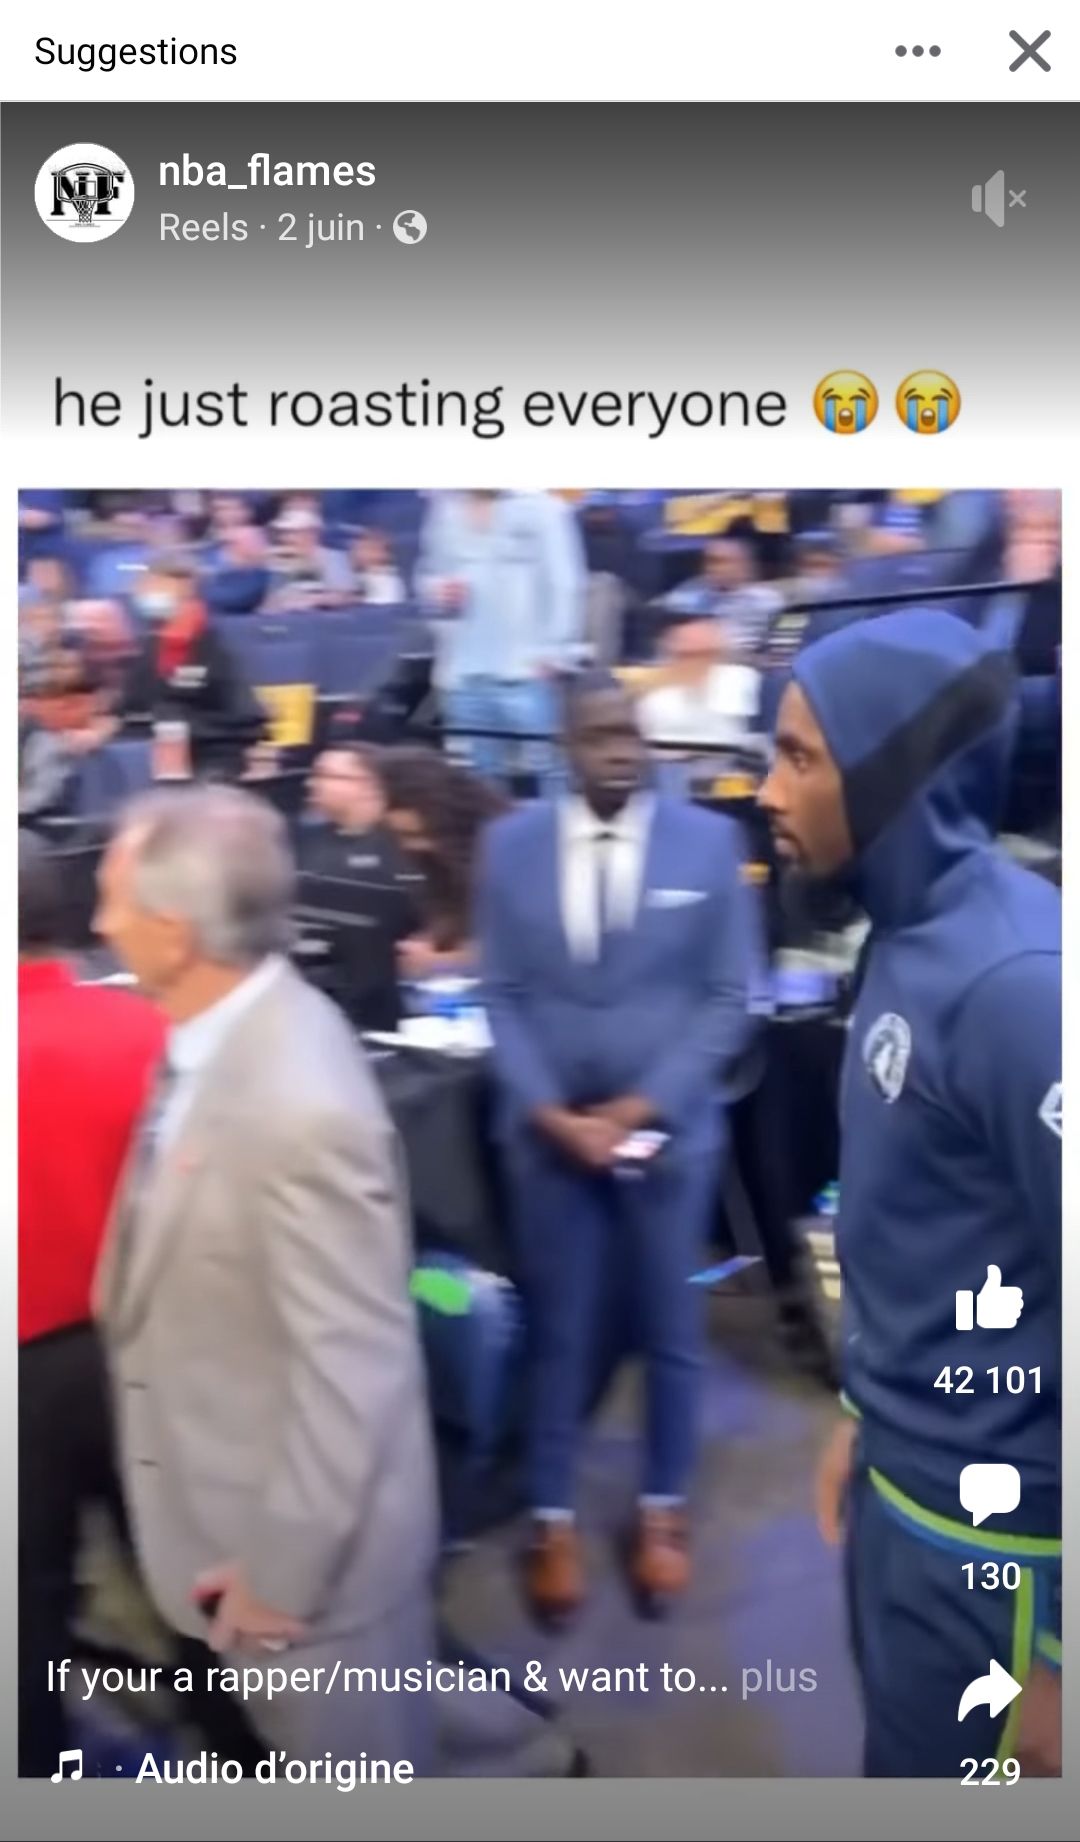 Suggestions
nba_flames
Reels · 2 juin ·
he just roasting everyone 😭😭
42 101
130
If your a rapper/musician & want to... plus
· Audio d’origine
229